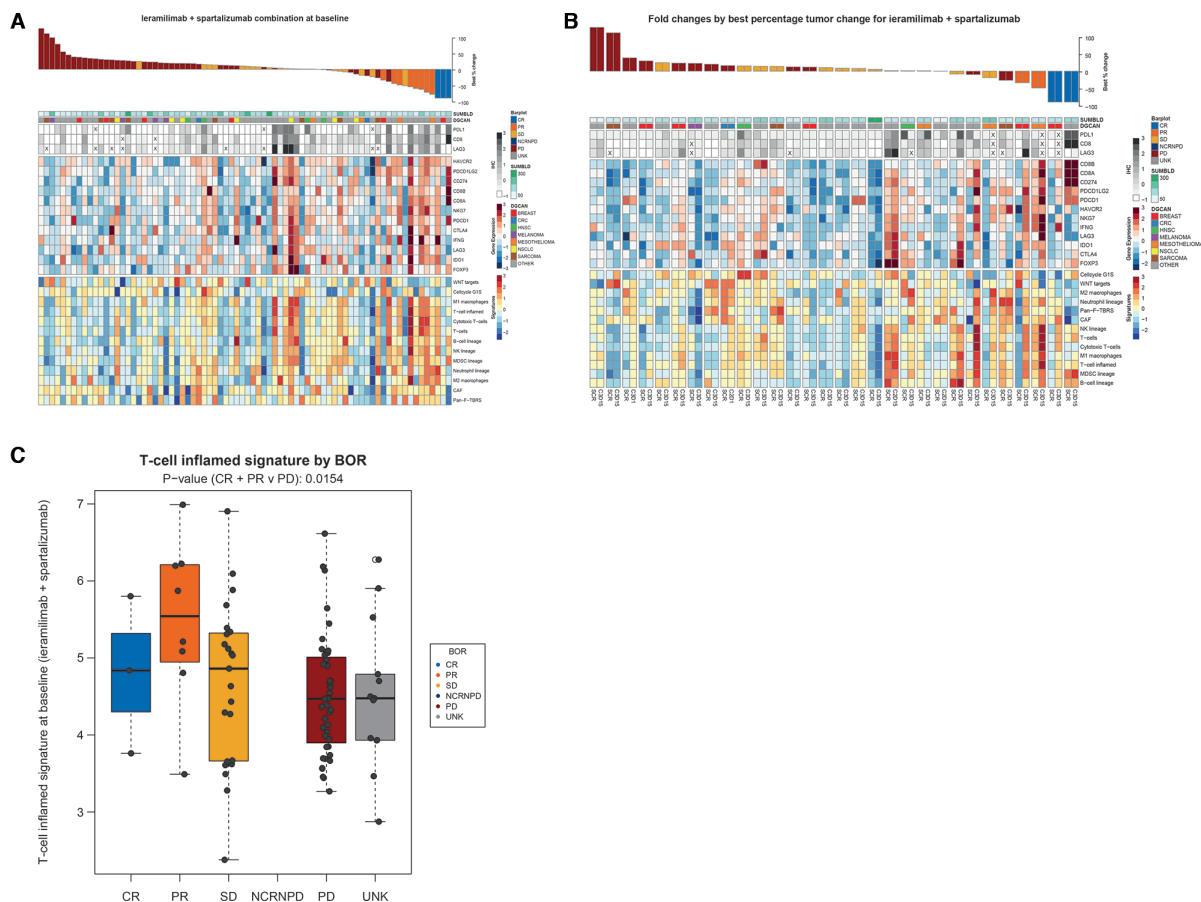 A
Ieramilimab + spartalizumab combination at baseline
100
50
0
−50
−100
Best % change
SUMBLD
DGCAN
PDL1
CD8
LAG3
HAVCR2
PDCD1LG2
CD274
CD8B
CD8A
NKG7
PDCD1
CTLA4
IFNG
LAG3
IDO1
FOXP3
WNT targets
Cellcycle G1S
M1 macrophages
T−cell inflamed
Cytotoxic T−cells
T−cells
B−cell lineage
NK lineage
MDSC lineage
Neutrophil lineage
M2 macrophages
CAF
Pan−F−TBRS
IHC
Gene Expression
Signatures
Barplot
CR
PR
SD
NCRNPD
PD
UNK
SUMBLD
300
50
DGCAN
BREAST
CRC
HNSC
MELANOMA
MESOTHELIOMA
NSCLC
SARCOMA
OTHER
B
Fold changes by best percentage tumor change for ieramilimab + spartalizumab
100
50
0
−50
−100
Best % change
SUMBLD
DGCAN
PDL1
CD8
LAG3
CD8B
CD8A
CD274
PDCD1LG2
PDCD1
HAVCR2
NKG7
IFNG
LAG3
IDO1
CTLA4
FOXP3
Cellcycle G1S
WNT targets
M2 macrophages
Neutrophil lineage
Pan−F−TBRS
CAF
NK lineage
T−cells
Cytotoxic T−cells
M1 macrophages
T−cell inflamed
MDSC lineage
B−cell lineage
IHC
Gene Expression
Signatures
Barplot
CR
PR
SD
NCRNPD
PD
UNK
SUMBLD
300
50
DGCAN
BREAST
CRC
HNSC
MELANOMA
MESOTHELIOMA
NSCLC
SARCOMA
OTHER
C
T−cell inflamed signature by BOR
P−value (CR + PR v PD): 0.0154
T−cell inflamed signature at baseline (ieramilimab + spartalizumab)
7
6
5
4
3
CR PR SD NCRNPD PD UNK
BOR
CR
PR
SD
NCRNPD
PD
UNK